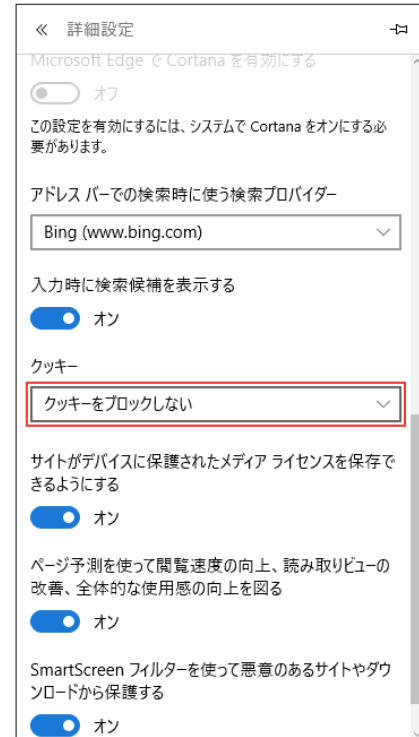 « 詳細設定
Microsoft Edge で Cortana を有効にする
オフ
この設定を有効にするには、システムで Cortana をオンにする必
要があります。
アドレス バーでの検索時に使う検索プロバイダー
Bing (www.bing.com)
入力時に検索候補を表示する
オン
クッキー
クッキーをブロックしない
サイトがデバイスに保護されたメディア ライセンスを保存で
きるようにする
オン
ページ予測を使って閲覧速度の向上、読み取りビューの
改善、全体的な使用感の向上を図る
オン
SmartScreen フィルターを使って悪意のあるサイトやダウ
ンロードから保護する
オン